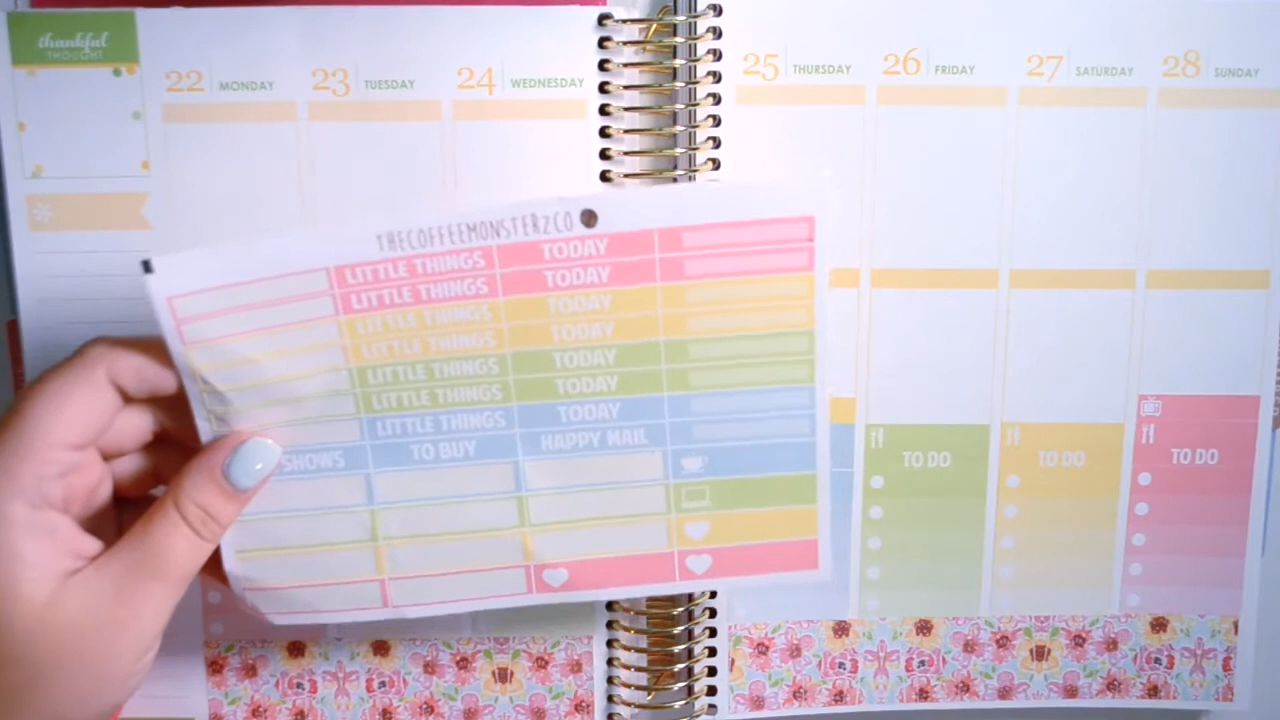 thankful
THOUGHT
22 MONDAY
23 TUESDAY
24 WEDNESDAY
25 THURSDAY
26 FRIDAY
27 SATURDAY
28 SUNDAY
THECOFFEEMONSTERZCO
LITTLE THINGS TODAY
LITTLE THINGS TODAY
LITTLE THINGS TODAY
LITTLE THINGS TODAY
LITTLE THINGS TODAY
LITTLE THINGS TODAY
LITTLE THINGS TODAY
SHOWS TO BUY HAPPY MAIL
TO DO
TO DO
TO DO